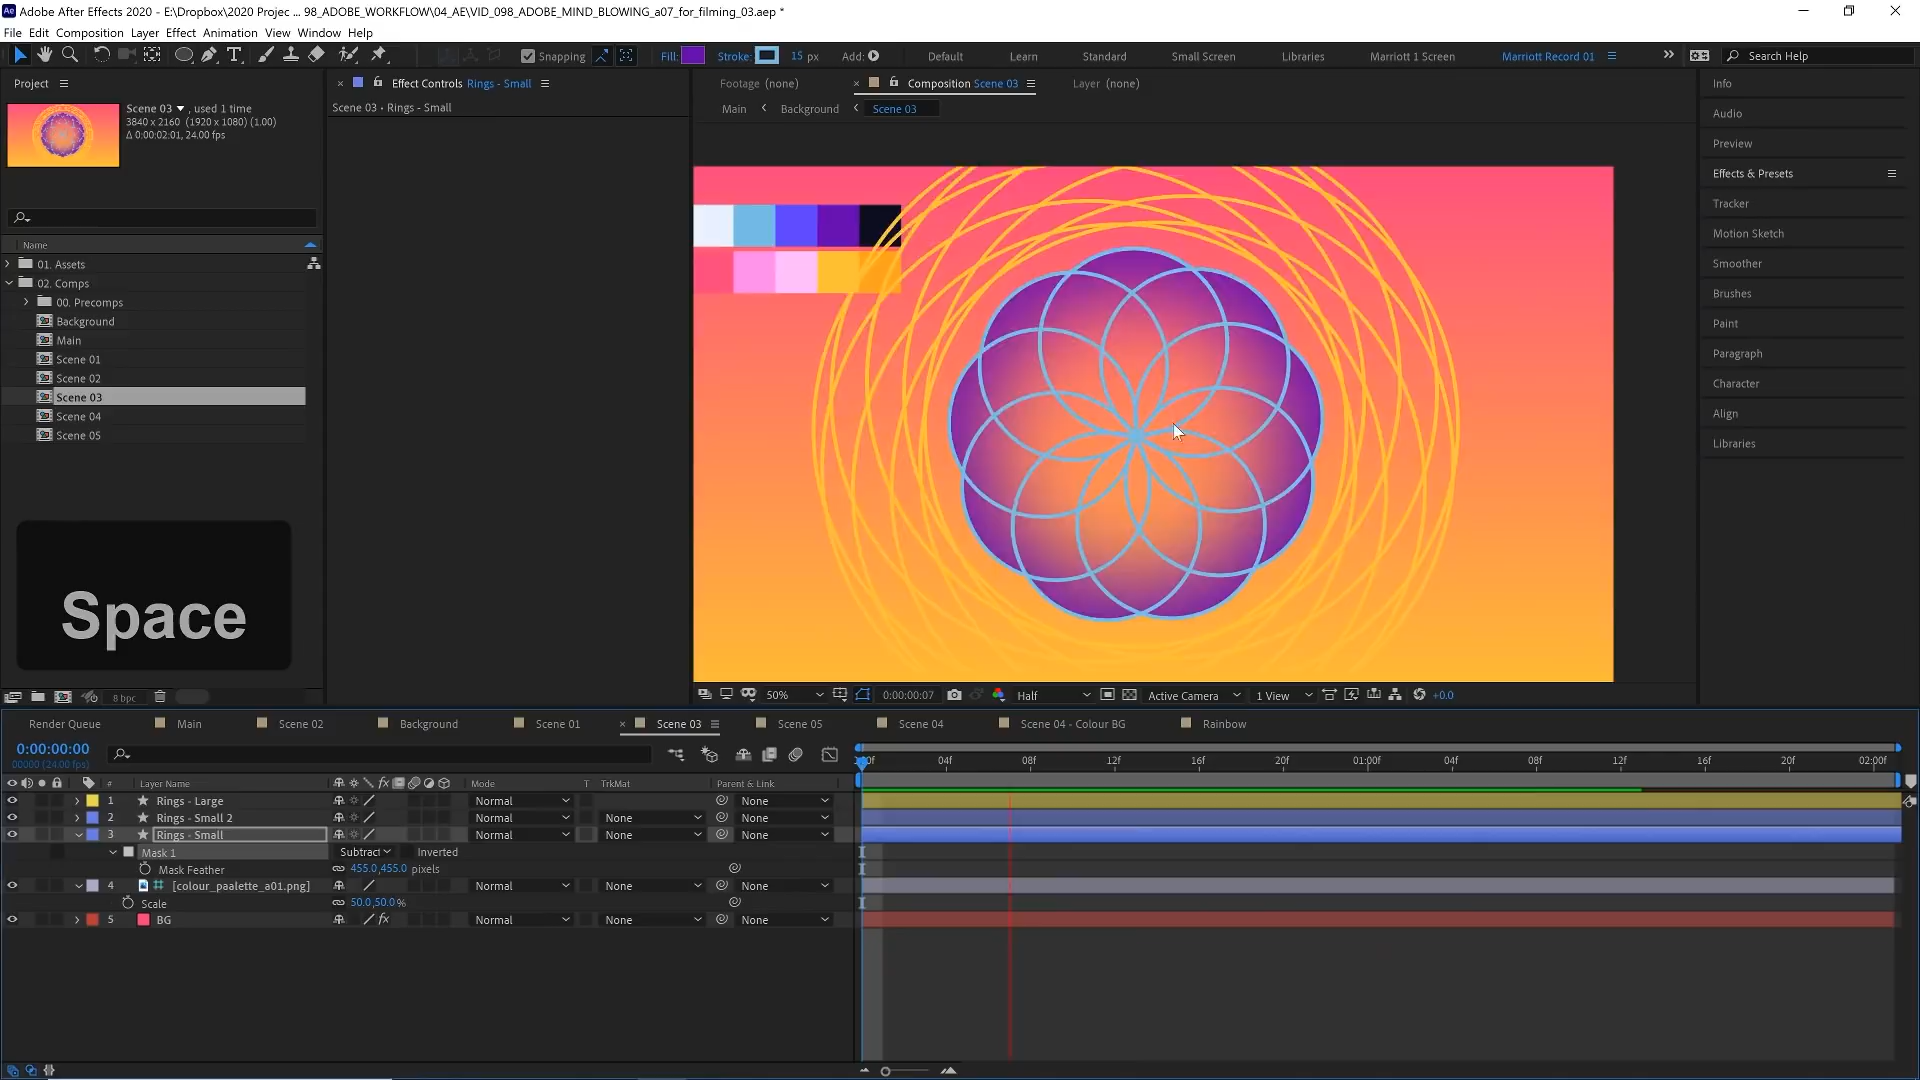 Adobe After Effects 2020 - E:\Dropbox\2020 Projec ... 98_ADOBE_WORKFLOW\04_AE\VID_098_ADOBE_MIND_BLOWING_a07_for_filming_03.aep *
File Edit Composition Layer Effect Animation View Window Help
Snapping Fill: Stroke: 15 px Add: Default Learn Standard Small Screen Libraries Marriott 1 Screen Marriott Record 01 Search Help
Project
Scene 03 , used 1 time
3840 x 2160 (1920 x 1080) (1.00)
Δ 0:00:02:01, 24.00 fps
Name
01. Assets
02. Comps
00. Precomps
Background
Main
Scene 01
Scene 02
Scene 03
Scene 04
Scene 05
Space
8 bpc
Effect Controls Rings - Small
Scene 03 • Rings - Small
Footage (none) Composition Scene 03 Layer (none)
Main Background Scene 03
50% 0:00:00:07 Half Active Camera 1 View +0.0
Info
Audio
Preview
Effects & Presets
Tracker
Motion Sketch
Smoother
Brushes
Paint
Paragraph
Character
Align
Libraries
Render Queue Main Scene 02 Background Scene 01 Scene 03 Scene 05 Scene 04 Scene 04 - Colour BG Rainbow
0:00:00:00
00000 (24.00 fps)
04f 08f 12f 16f 20f 01:00f 04f 08f 12f 16f 20f 02:00f
# Layer Name fx Mode T TrkMat Parent & Link
1 Rings - Large Normal None
2 Rings - Small 2 Normal None None
3 Rings - Small Normal None None
Mask 1 Subtract Inverted
Mask Feather 455.0,455.0 pixels
4 [colour_paalette_a01.png] Normal None None
Scale 50.0,50.0%
5 BG fx Normal None None